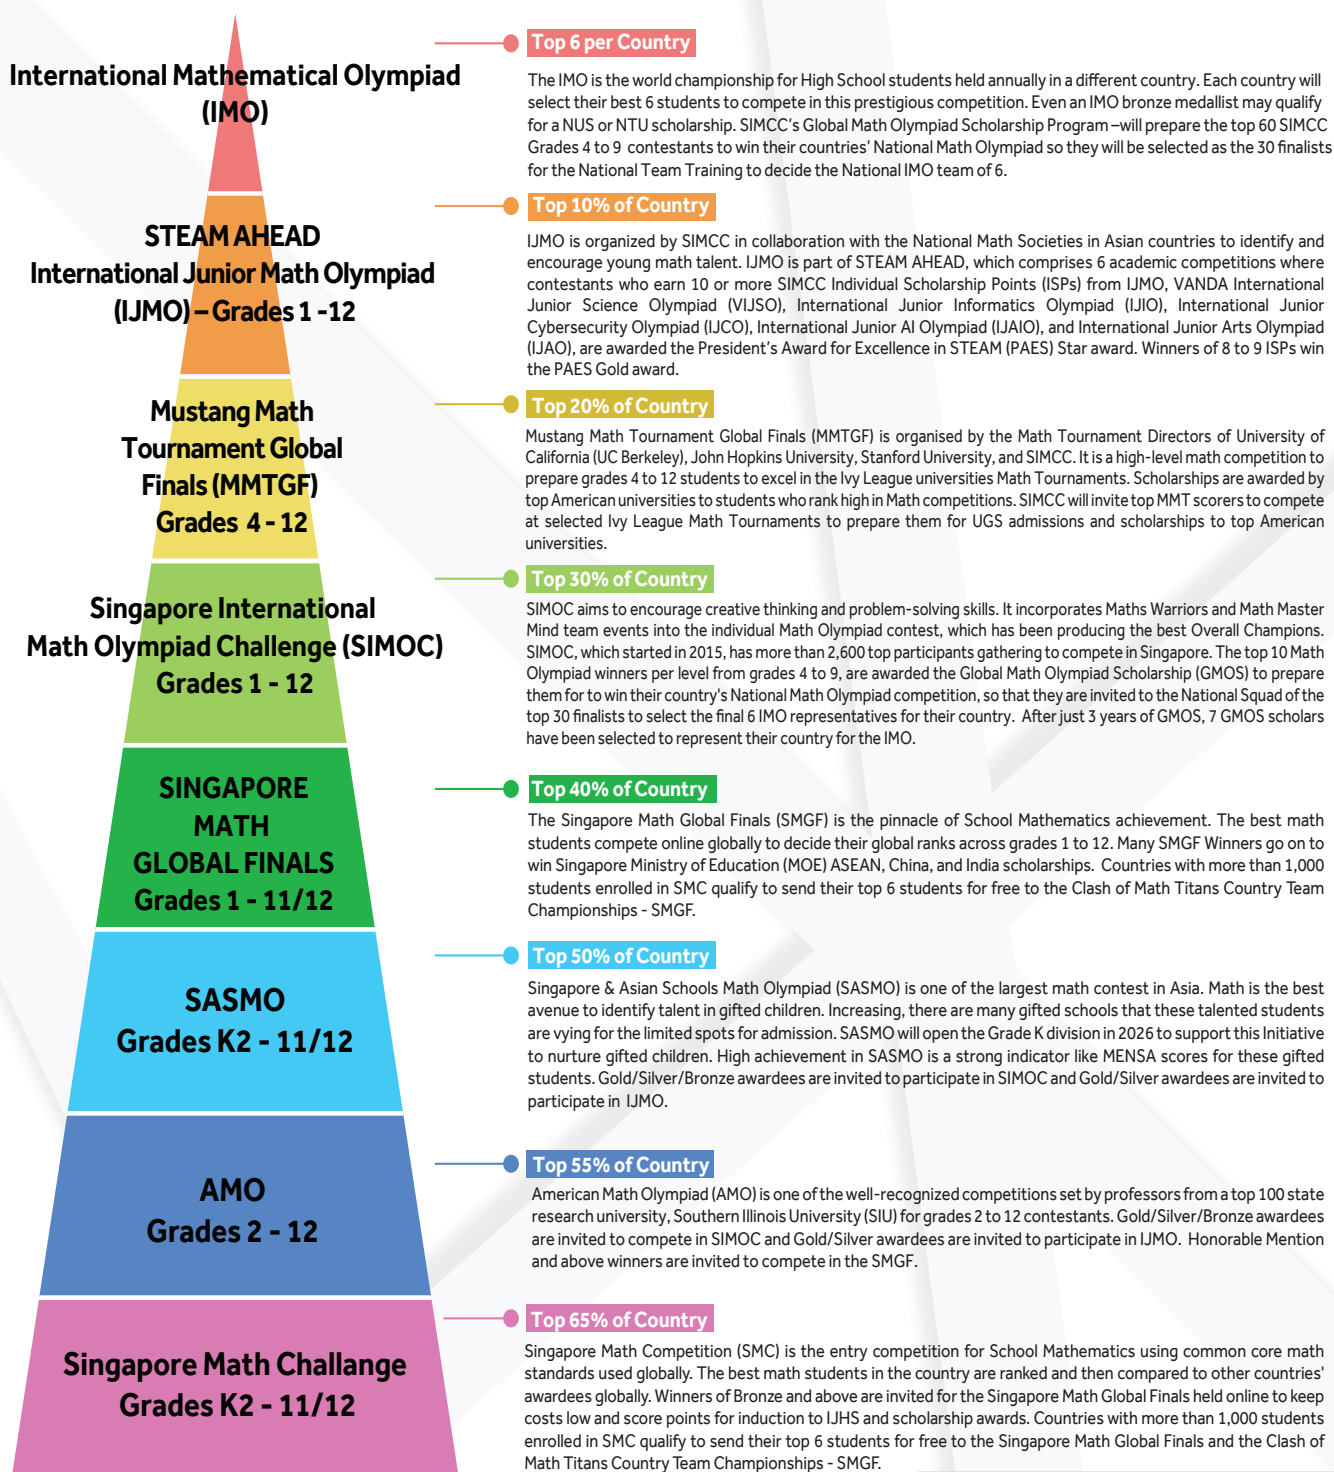 International Mathematical Olympiad
(IMO)
Top 6 per Country
The IMO is the world championship for High School students held annually in a different country. Each country will
select their best 6 students to compete in this prestigious competition. Even an IMO bronze medallist may qualify
for a NUS or NTU scholarship. SIMCC's Global Math Olympiad Scholarship Program –will prepare the top 60 SIMCC
Grades 4 to 9 contestants to win their countries' National Math Olympiad so they will be selected as the 30 finalists
for the National Team Training to decide the National IMO team of 6.
STEAM AHEAD
International Junior Math Olympiad
(IJMO) – Grades 1 -12
Top 10% of Country
IJMO is organized by SIMCC in collaboration with the National Math Societies in Asian countries to identify and
encourage young math talent. IJMO is part of STEAM AHEAD, which comprises 6 academic competitions where
contestants who earn 10 or more SIMCC Individual Scholarship Points (ISPs) from IJMO, VANDA International
Junior Science Olympiad (VIJSO), International Junior Informatics Olympiad (IJIO), International Junior
Cybersecurity Olympiad (IJCO), International Junior AI Olympiad (IJAIO), and International Junior Arts Olympiad
(IJAO), are awarded the President's Award for Excellence in STEAM (PAES) Star award. Winners of 8 to 9 ISPs win
the PAES Gold award.
Mustang Math
Tournament Global
Finals (MMTGF)
Grades 4 - 12
Top 20% of Country
Mustang Math Tournament Global Finals (MMTGF) is organised by the Math Tournament Directors of University of
California (UC Berkeley), John Hopkins University, Stanford University, and SIMCC. It is a high-level math competition to
prepare grades 4 to 12 students to excel in the Ivy League universities Math Tournaments. Scholarships are awarded by
top American universities to students who rank high in Math competitions. SIMCC will invite top MMT scorers to compete
at selected Ivy League Math Tournaments to prepare them for UGS admissions and scholarships to top American
universities.
Singapore International
Math Olympiad Challenge (SIMOC)
Grades 1 - 12
Top 30% of Country
SIMOC aims to encourage creative thinking and problem-solving skills. It incorporates Maths Warriors and Math Master
Mind team events into the individual Math Olympiad contest, which has been producing the best Overall Champions.
SIMOC, which started in 2015, has more than 2,600 top participants gathering to compete in Singapore. The top 10 Math
Olympiad winners per level from grades 4 to 9, are awarded the Global Math Olympiad Scholarship (GMOS) to prepare
them for to win their country's National Math Olympiad competition, so that they are invited to the National Squad of the
top 30 finalists to select the final 6 IMO representatives for their country. After just 3 years of GMOS, 7 GMOS scholars
have been selected to represent their country for the IMO.
SINGAPORE
MATH
GLOBAL FINALS
Grades 1 - 11/12
Top 40% of Country
The Singapore Math Global Finals (SMGF) is the pinnacle of School Mathematics achievement. The best math
students compete online globally to decide their global ranks across grades 1 to 12. Many SMGF Winners go on to
win Singapore Ministry of Education (MOE) ASEAN, China, and India scholarships. Countries with more than 1,000
students enrolled in SMC qualify to send their top 6 students for free to the Clash of Math Titans Country Team
Championships - SMGF.
SASMO
Grades K2 - 11/12
Top 50% of Country
Singapore & Asian Schools Math Olympiad (SASMO) is one of the largest math contest in Asia. Math is the best
avenue to identify talent in gifted children. Increasing, there are many gifted schools that these talented students
are vying for the limited spots for admission. SASMO will open the Grade K division in 2026 to support this Initiative
to nurture gifted children. High achievement in SASMO is a strong indicator like MENSA scores for these gifted
students. Gold/Silver/Bronze awardees are invited to participate in SIMOC and Gold/Silver awardees are invited to
participate in IJMO.
AMO
Grades 2 - 12
Top 55% of Country
American Math Olympiad (AMO) is one of the well-recognized competitions set by professors from a top 100 state
research university, Southern Illinois University (SIU) for grades 2 to 12 contestants. Gold/Silver/Bronze awardees
are invited to compete in SIMOC and Gold/Silver awardees are invited to participate in IJMO. Honorable Mention
and above winners are invited to compete in the SMGF.
Singapore Math Challange
Grades K2 - 11/12
Top 65% of Country
Singapore Math Competition (SMC) is the entry competition for School Mathematics using common core math
standards used globally. The best math students in the country are ranked and then compared to other countries'
awardees globally. Winners of Bronze and above are invited for the Singapore Math Global Finals held online to keep
costs low and score points for induction to IJHS and scholarship awards. Countries with more than 1,000 students
enrolled in SMC qualify to send their top 6 students for free to the Singapore Math Global Finals and the Clash of
Math Titans Country Team Championships - SMGF.